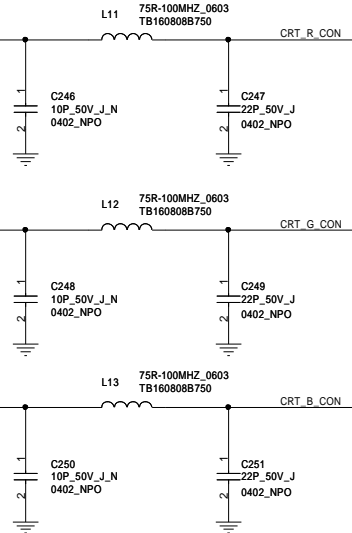 L11
75R-100MHZ_0603
TB160808B750
CRT_R_CON
1
C246
10P_50V_J_N
0402_NPO
2
1
C247
22P_50V_J
0402_NPO
2
L12
75R-100MHZ_0603
TB160808B750
CRT_G_CON
1
C248
10P_50V_J_N
0402_NPO
2
1
C249
22P_50V_J
0402_NPO
2
L13
75R-100MHZ_0603
TB160808B750
CRT_B_CON
1
C250
10P_50V_J_N
0402_NPO
2
1
C251
22P_50V_J
0402_NPO
2